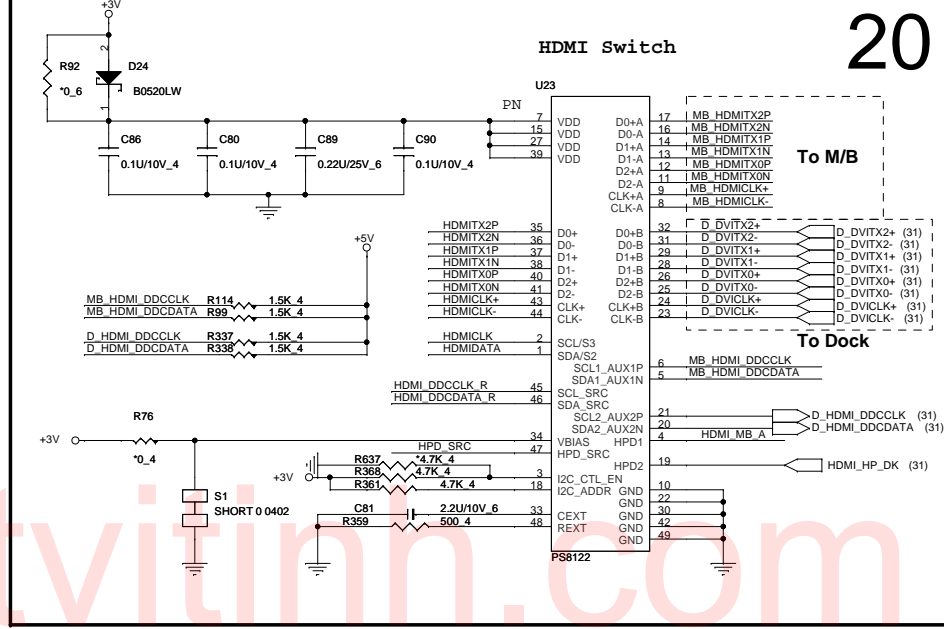 +3V
20
HDMI Switch
R92
*0_6
2
D24
B0520LW
1
U23
PN
C86
0.1U/10V_4
C80
0.1U/10V_4
C89
0.22U/25V_6
C90
0.1U/10V_4
7 VDD
15 VDD
27 VDD
39 VDD
D0+A 17 MB_HDMITX2P
D0-A 16 MB_HDMITX2N
D1+A 14 MB_HDMITX1P
D1-A 13 MB_HDMITX1N
D2+A 12 MB_HDMITX0P
D2-A 11 MB_HDMITX0N
CLK+A 9 MB_HDMICLK+
CLK-A 8 MB_HDMICLK-
To M/B
HDMITX2P 35 D0+
HDMITX2N 36 D0-
HDMITX1P 37 D1+
HDMITX1N 38 D1-
HDMITX0P 40 D2+
HDMITX0N 41 D2-
HDMICLK+ 43 CLK+
HDMICLK- 44 CLK-
D0+B 32 D_DVITX2+ D_DVITX2+ (31)
D0-B 31 D_DVITX2- D_DVITX2- (31)
D1+B 29 D_DVITX1+ D_DVITX1+ (31)
D1-B 28 D_DVITX1- D_DVITX1- (31)
D2+B 26 D_DVITX0+ D_DVITX0+ (31)
D2-B 25 D_DVITX0- D_DVITX0- (31)
CLK+B 24 D_DVICLK+ D_DVICLK+ (31)
CLK-B 23 D_DVICLK- D_DVICLK- (31)
To Dock
+5V
MB_HDMI_DDCCLK R114 1.5K_4
MB_HDMI_DDCDATA R99 1.5K_4
D_HDMI_DDCCLK R337 1.5K_4
D_HDMI_DDCDATA R338 1.5K_4
HDMICLK 2 SCL/S3
HDMIDATA 1 SDA/S2
SCL1_AUX1P 6 MB_HDMI_DDCCLK
SDA1_AUX1N 5 MB_HDMI_DDCDATA
HDMI_DDCCLK_R 45 SCL_SRC
HDMI_DDCDATA_R 46 SDA_SRC
SCL2_AUX2P 21 D_HDMI_DDCCLK (31)
SDA2_AUX2N 20 D_HDMI_DDCDATA (31)
R76
+3V
*0_4
34 VBIAS
HPD_SRC 47 HPD_SRC
HPD1 4 HDMI_MB_A
HPD2 19 HDMI_HP_DK (31)
R637 *4.7K_4
+3V
R368 4.7K_4 3 I2C_CTL_EN
R361 4.7K_4 18 I2C_ADDR
GND 10
GND 22
GND 30
GND 42
GND 49
S1
SHORT 0 0402
C81 2.2U/10V_6 33 CEXT
R359 500_4 48 REXT
PS8122
tvitinh.com